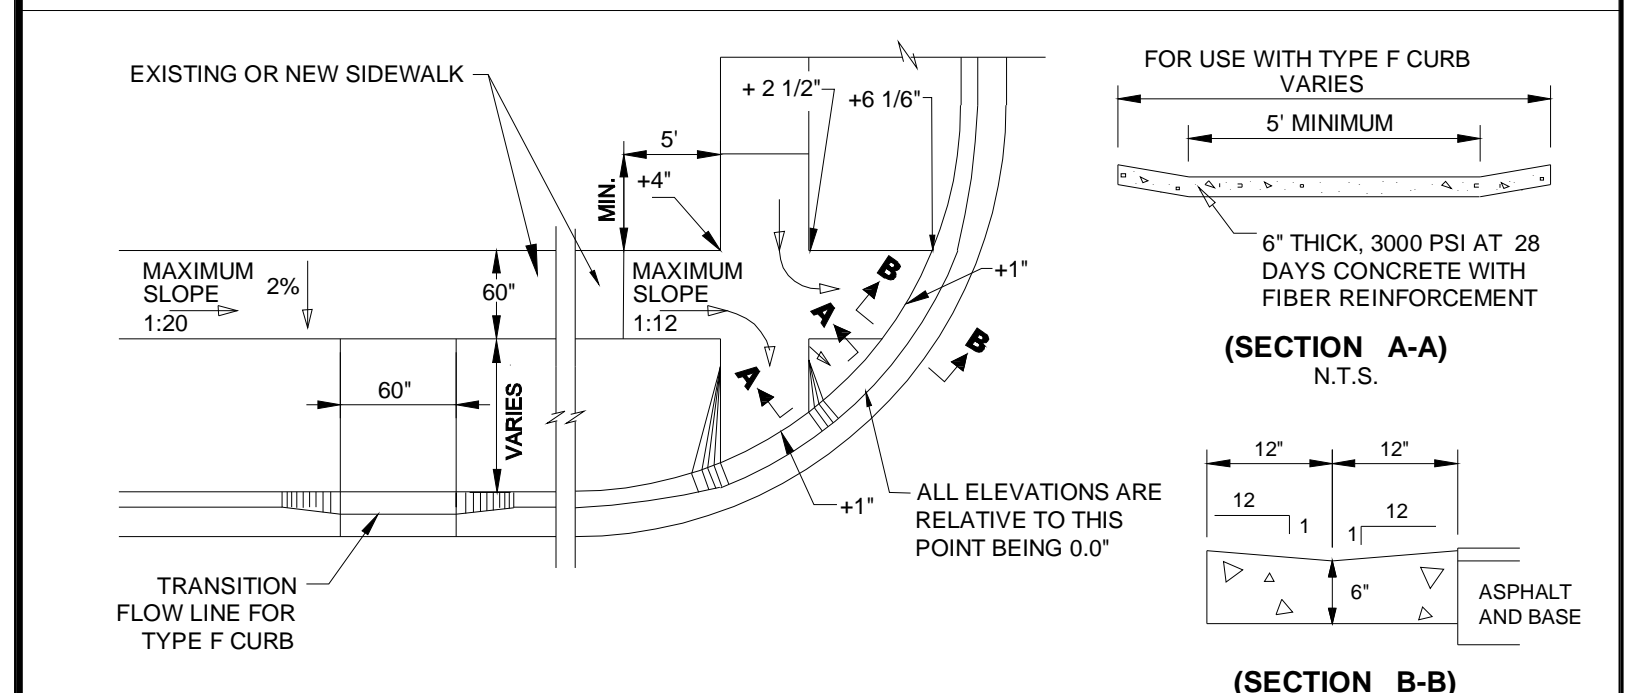 EXISTING OR NEW SIDEWALK
+ 2 1/2"
+6 1/6"
5'
+4"
MIN.
MAXIMUM
SLOPE
1:20
2%
60"
MAXIMUM
SLOPE
1:12
B
A
+1"
B
A
60"
VARIES
+1"
ALL ELEVATIONS ARE
RELATIVE TO THIS
POINT BEING 0.0"
TRANSITION
FLOW LINE FOR
TYPE F CURB
FOR USE WITH TYPE F CURB
VARIES
5' MINIMUM
6" THICK, 3000 PSI AT 28
DAYS CONCRETE WITH
FIBER REINFORCEMENT
(SECTION A-A)
N.T.S.
12" 12"
12 1 1 12
6"
ASPHALT
AND BASE
(SECTION B-B)